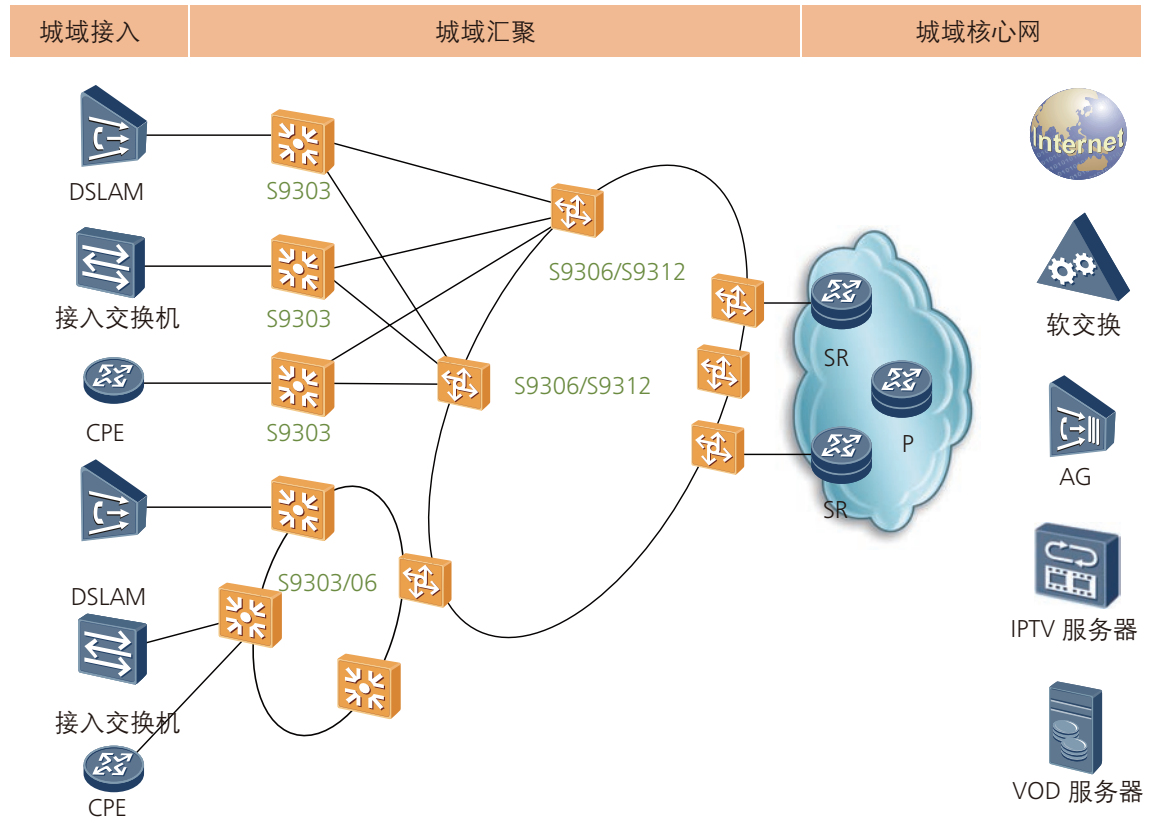 城域接入
城域汇聚
城域核心网
DSLAM
S9303
Internet
S9306/S9312
接入交换机
S9303
软交换
SR
S9306/S9312
CPE
S9303
P
AG
SR
S9303/06
DSLAM
IPTV 服务器
接入交换机
VOD 服务器
CPE